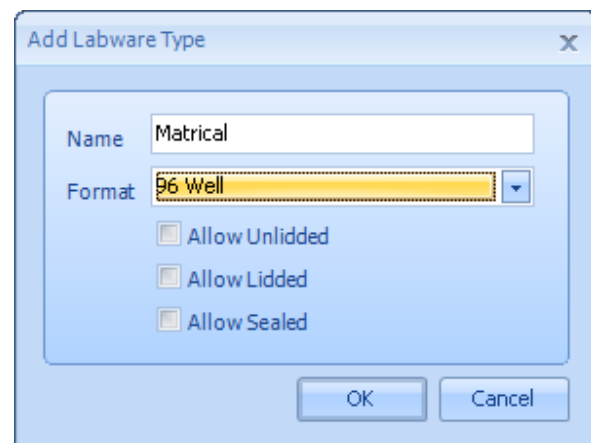 Add Labware Type
Name Matrical
Format 96 Well
Allow Unlidded
Allow Lidded
Allow Sealed
OK Cancel